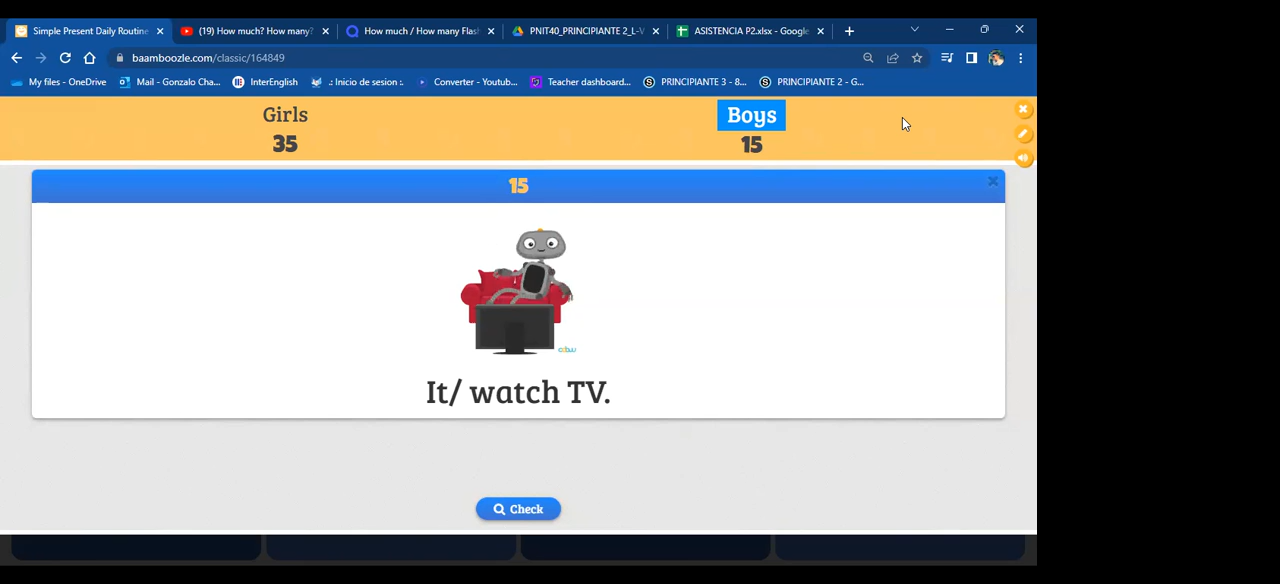 Simple Present Daily Routine
(19) How much? How many?
How much / How many Flash
PNIT40_PRINCIPIANTE 2_L-V
ASISTENCIA P2.xlsx - Google
baamboozle.com/classic/164849
My files - OneDrive
Mail - Gonzalo Cha...
InterEnglish
.: Inicio de sesion :.
Converter - Youtub...
Teacher dashboard...
PRINCIPIANTE 3 - 8...
PRINCIPIANTE 2 - G...
Girls
Boys
35
15
15
It/ watch TV.
Check